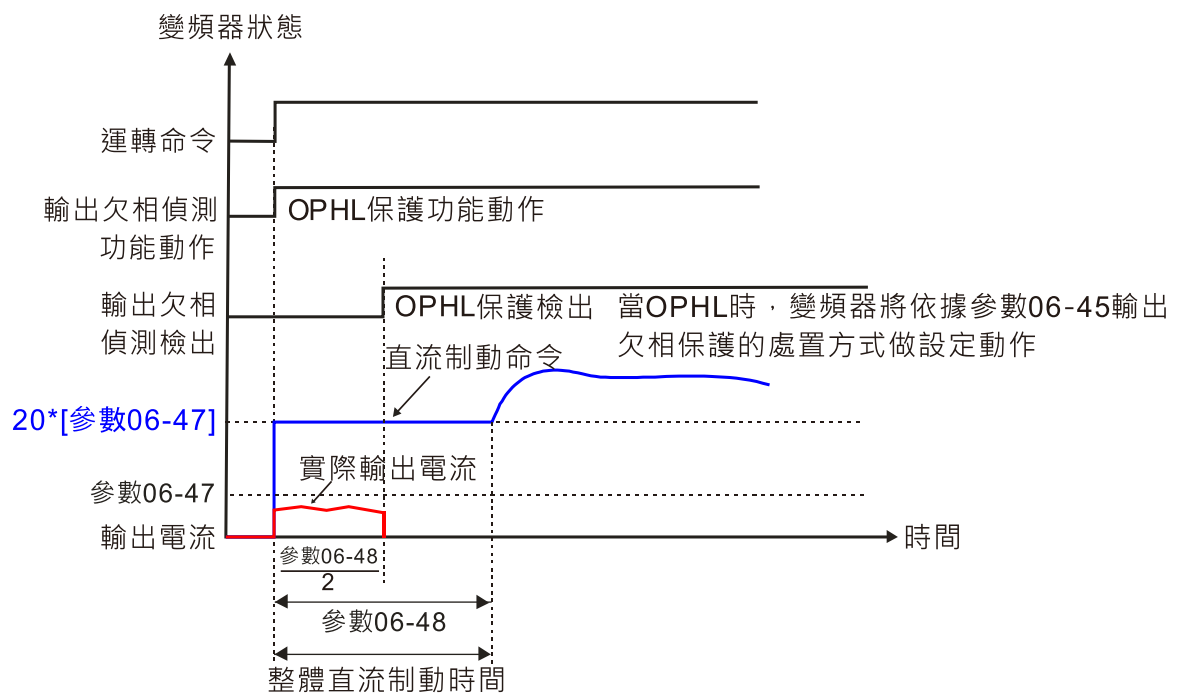 變頻器狀態
運轉命令
輸出欠相偵測
功能動作
OPHL保護功能動作
輸出欠相
偵測檢出
OPHL保護檢出
當OPHL時，變頻器將依據參數06-45輸出
欠相保護的處置方式做設定動作
直流制動命令
20*[參數06-47]
實際輸出電流
參數06-47
輸出電流
時間
參數06-48
2
參數06-48
整體直流制動時間